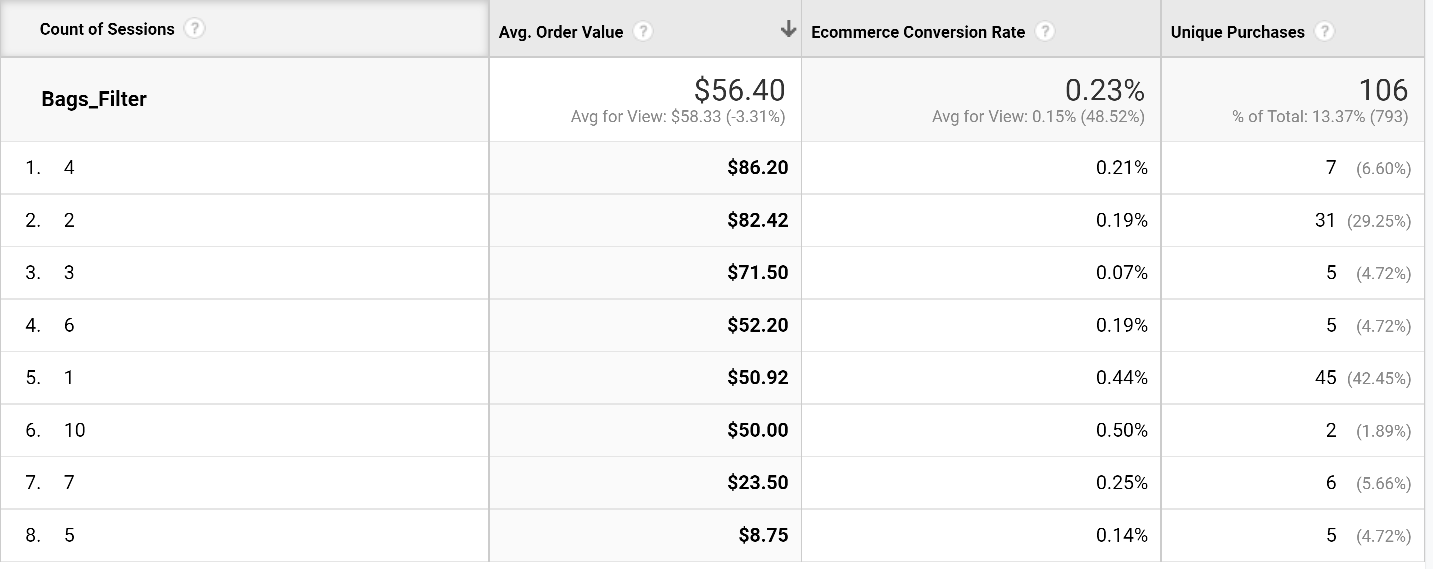 Count of Sessions ? Avg. Order Value ? Ecommerce Conversion Rate ? Unique Purchases ?
Bags_Filter $56.40 0.23% 106
Avg for View: $58.33 (-3.31%) Avg for View: 0.15% (48.52%) % of Total: 13.37% (793)
1. 4 $86.20 0.21% 7 (6.60%)
2. 2 $82.42 0.19% 31 (29.25%)
3. 3 $71.50 0.07% 5 (4.72%)
4. 6 $52.20 0.19% 5 (4.72%)
5. 1 $50.92 0.44% 45 (42.45%)
6. 10 $50.00 0.50% 2 (1.89%)
7. 7 $23.50 0.25% 6 (5.66%)
8. 5 $8.75 0.14% 5 (4.72%)